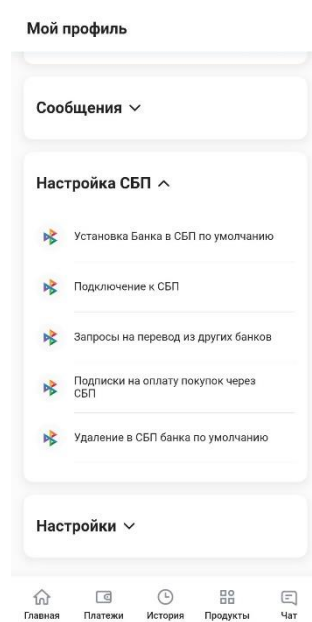 Мой профиль
Сообщения
Настройка СБП
Установка Банка в СБП по умолчанию
Подключение к СБП
Запросы на перевод из других банков
Подписки на оплату покупок через
СБП
Удаление в СБП банка по умолчанию
Настройки
Главная
Платежи
История
Продукты
Чат